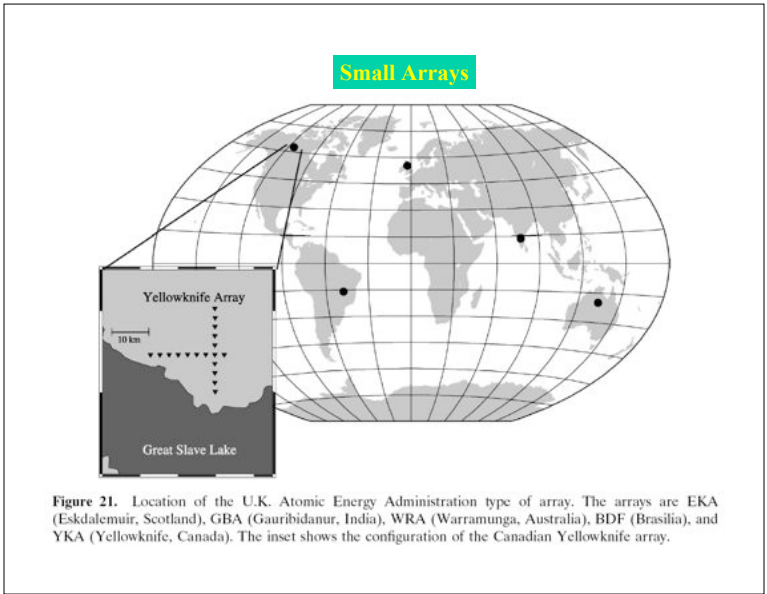 Small Arrays
Yellowknife Array
10 km
Great Slave Lake
Figure 21. Location of the U.K. Atomic Energy Administration type of array. The arrays are EKA
(Eskdalemuir, Scotland), GBA (Gauribidanur, India), WRA (Warramunga, Australia), BDF (Brasilia), and
YKA (Yellowknife, Canada). The inset shows the configuration of the Canadian Yellowknife array.